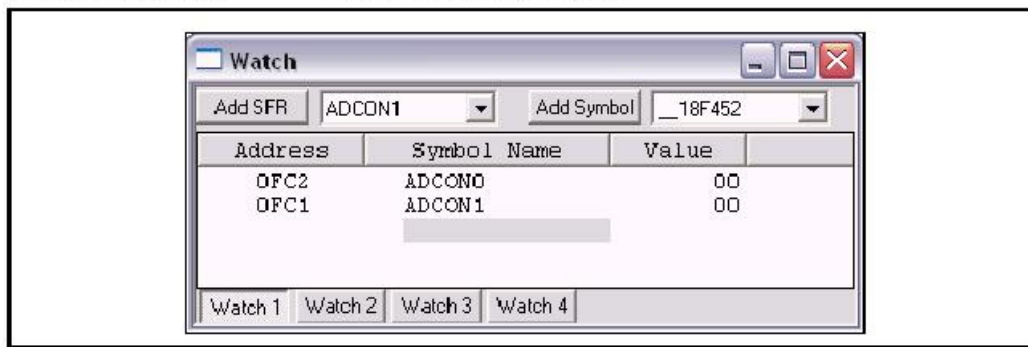 Watch
Add SFR ADCON1 Add Symbol __18F452
Address Symbol Name Value
0FC2 ADCON0 00
0FC1 ADCON1 00
Watch 1 Watch 2 Watch 3 Watch 4